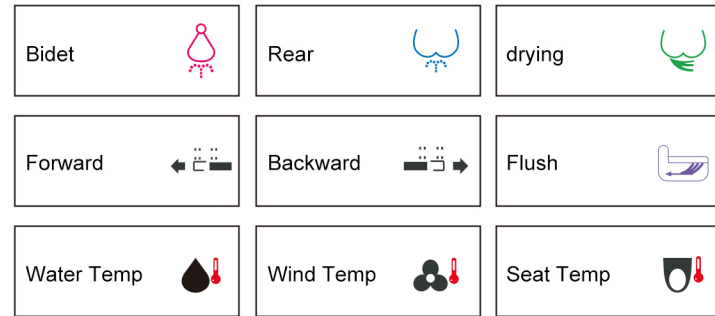 Bidet
Rear
drying
Forward
Backward
Flush
Water Temp
Wind Temp
Seat Temp